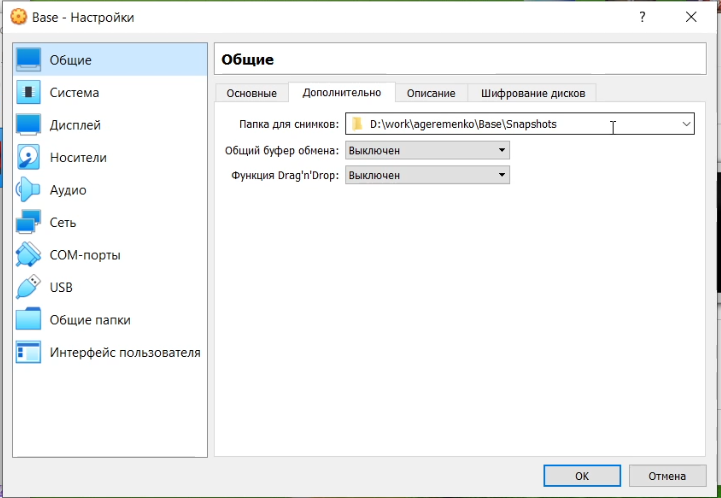 Base - Настройки
Общие
Система
Дисплей
Носители
Аудио
Сеть
COM-порты
USB
Общие папки
Интерфейс пользователя
Общие
Основные Дополнительно Описание Шифрование дисков
Папка для снимков: D:\work\ageremenko\Base\Snapshots
Общий буфер обмена: Выключен
Функция Drag'n'Drop: Выключен
ОК Отмена